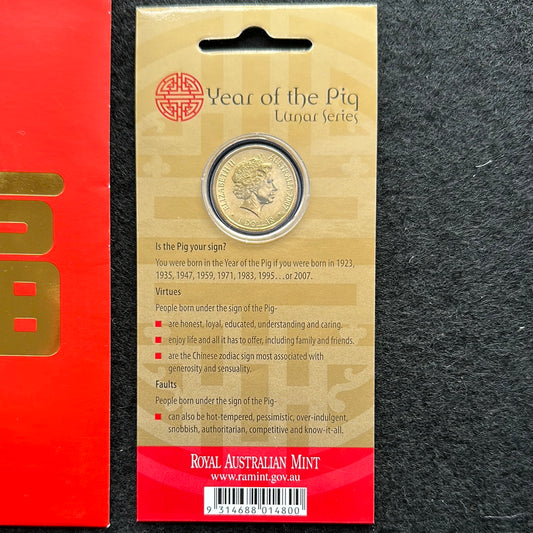 Year of the Pig
Lunar Series
ELIZABETH II AUSTRALIA 2007
Is the Pig your sign?
You were born in the Year of the Pig if you were born in 1923,
1935, 1947, 1959, 1971, 1983, 1995...or 2007.
Virtues
People born under the sign of the Pig-
are honest, loyal, educated, understanding and caring.
enjoy life and all it has to offer, including family and friends.
are the Chinese zodiac sign most associated with
generosity and sensuality.
Faults
People born under the sign of the Pig-
can also be hot-tempered, pessimistic, over-indulgent,
snobbish, authoritarian, competitive and know-it-all.
ROYAL AUSTRALIAN MINT
www.ramint.gov.au
9 314688 014800